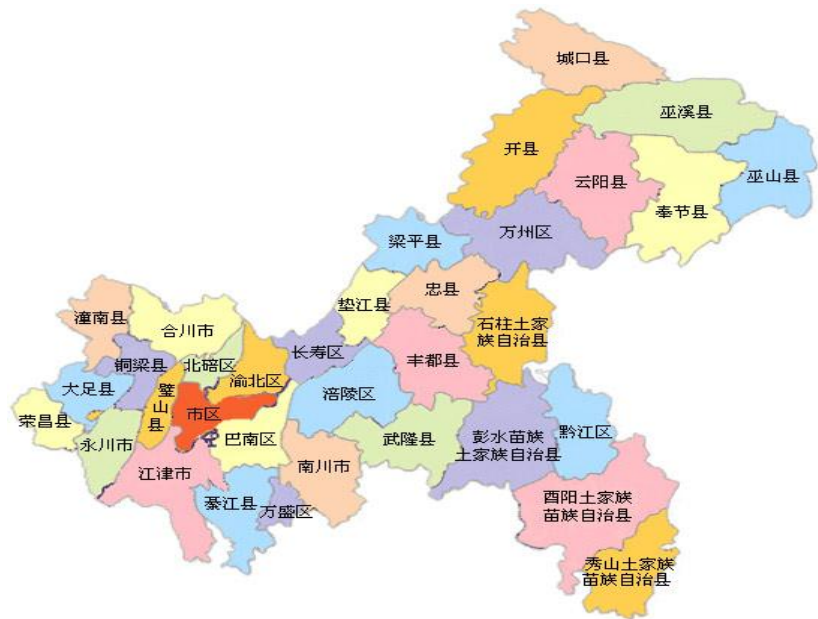 城口县
巫溪县
开县
云阳县
巫山县
奉节县
万州区
梁平县
忠县
垫江县
石柱土家
族自治县
潼南县
合川市
长寿区
丰都县
铜梁县
北碚区
渝北区
大足县
璧山县
涪陵区
市区
荣昌县
永川市
巴南区
武隆县
彭水苗族
土家族自治县
黔江区
江津市
南川市
綦江县
万盛区
酉阳土家族
苗族自治县
秀山土家族
苗族自治县